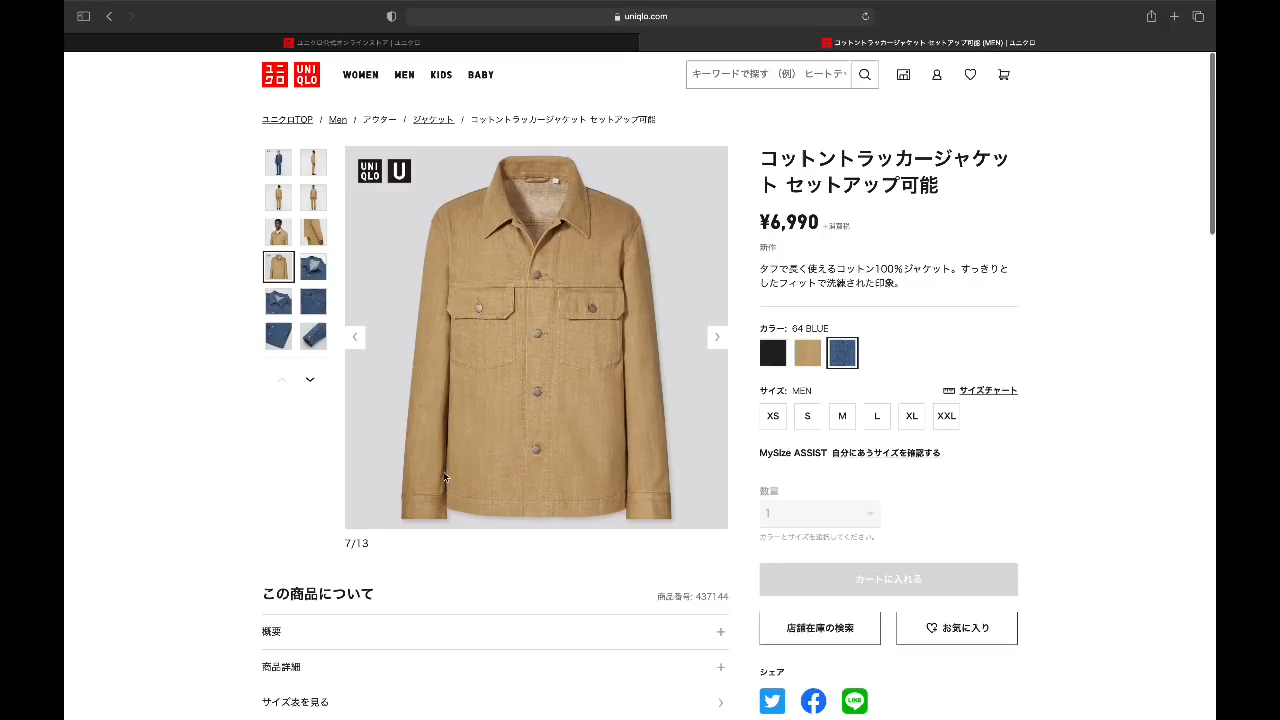 uniqlo.com
ユニクロ公式オンラインストア | ユニクロ
コットントラッカージャケット セットアップ可能 (MEN) | ユニクロ
ユニクロ
UNIQLO
WOMEN MEN KIDS BABY
キーワードで探す （例） ヒートテ
ユニクロTOP / Men / アウター / ジャケット / コットントラッカージャケット セットアップ可能
UNIQLO U
コットントラッカージャケット セットアップ可能
¥6,990 +消費税
新作
タフで長く使えるコットン100%ジャケット。すっきりと
したフィットで洗練された印象。
カラー: 64 BLUE
サイズ: MEN
サイズチャート
XS S M L XL XXL
MySize ASSIST 自分にあうサイズを確認する
数量
1
カラーとサイズを選択してください。
カートに入れる
店舗在庫の検索
お気に入り
シェア
LINE
7/13
この商品について
商品番号: 437144
概要
商品詳細
サイズ表を見る